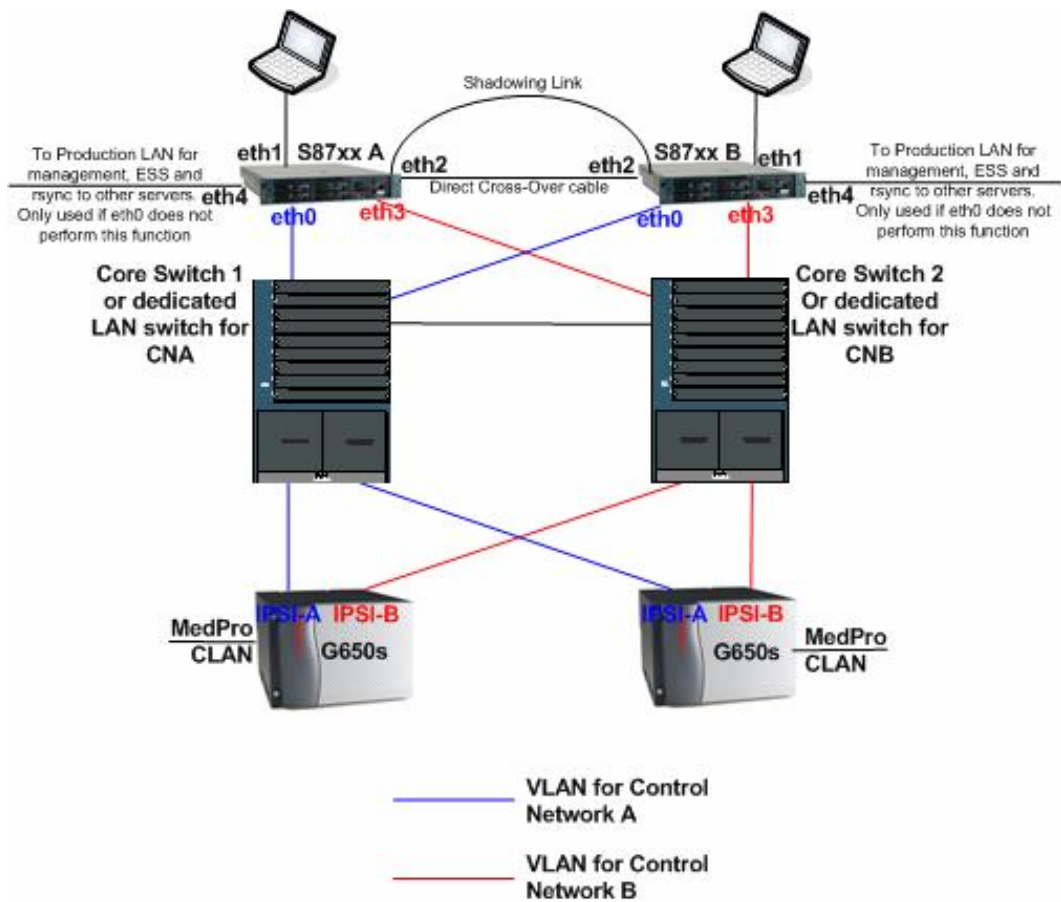 Shadowing Link
To Production LAN for
management, ESS and
rsync to other servers.
Only used if eth0 does not
perform this function
eth1
S87xx A
eth2
Direct Cross-Over cable
eth4
eth0
eth3
eth2
S87xx B
eth1
eth4
eth0
eth3
To Production LAN for
management, ESS and
rsync to other servers.
Only used if eth0 does not
perform this function
Core Switch 1
or dedicated
LAN switch for
CNA
Core Switch 2
Or dedicated
LAN switch for
CNB
IPSI-A IPSI-B
MedPro
CLAN
G650s
IPSI-A IPSI-B
G650s
MedPro
CLAN
VLAN for Control
Network A
VLAN for Control
Network B